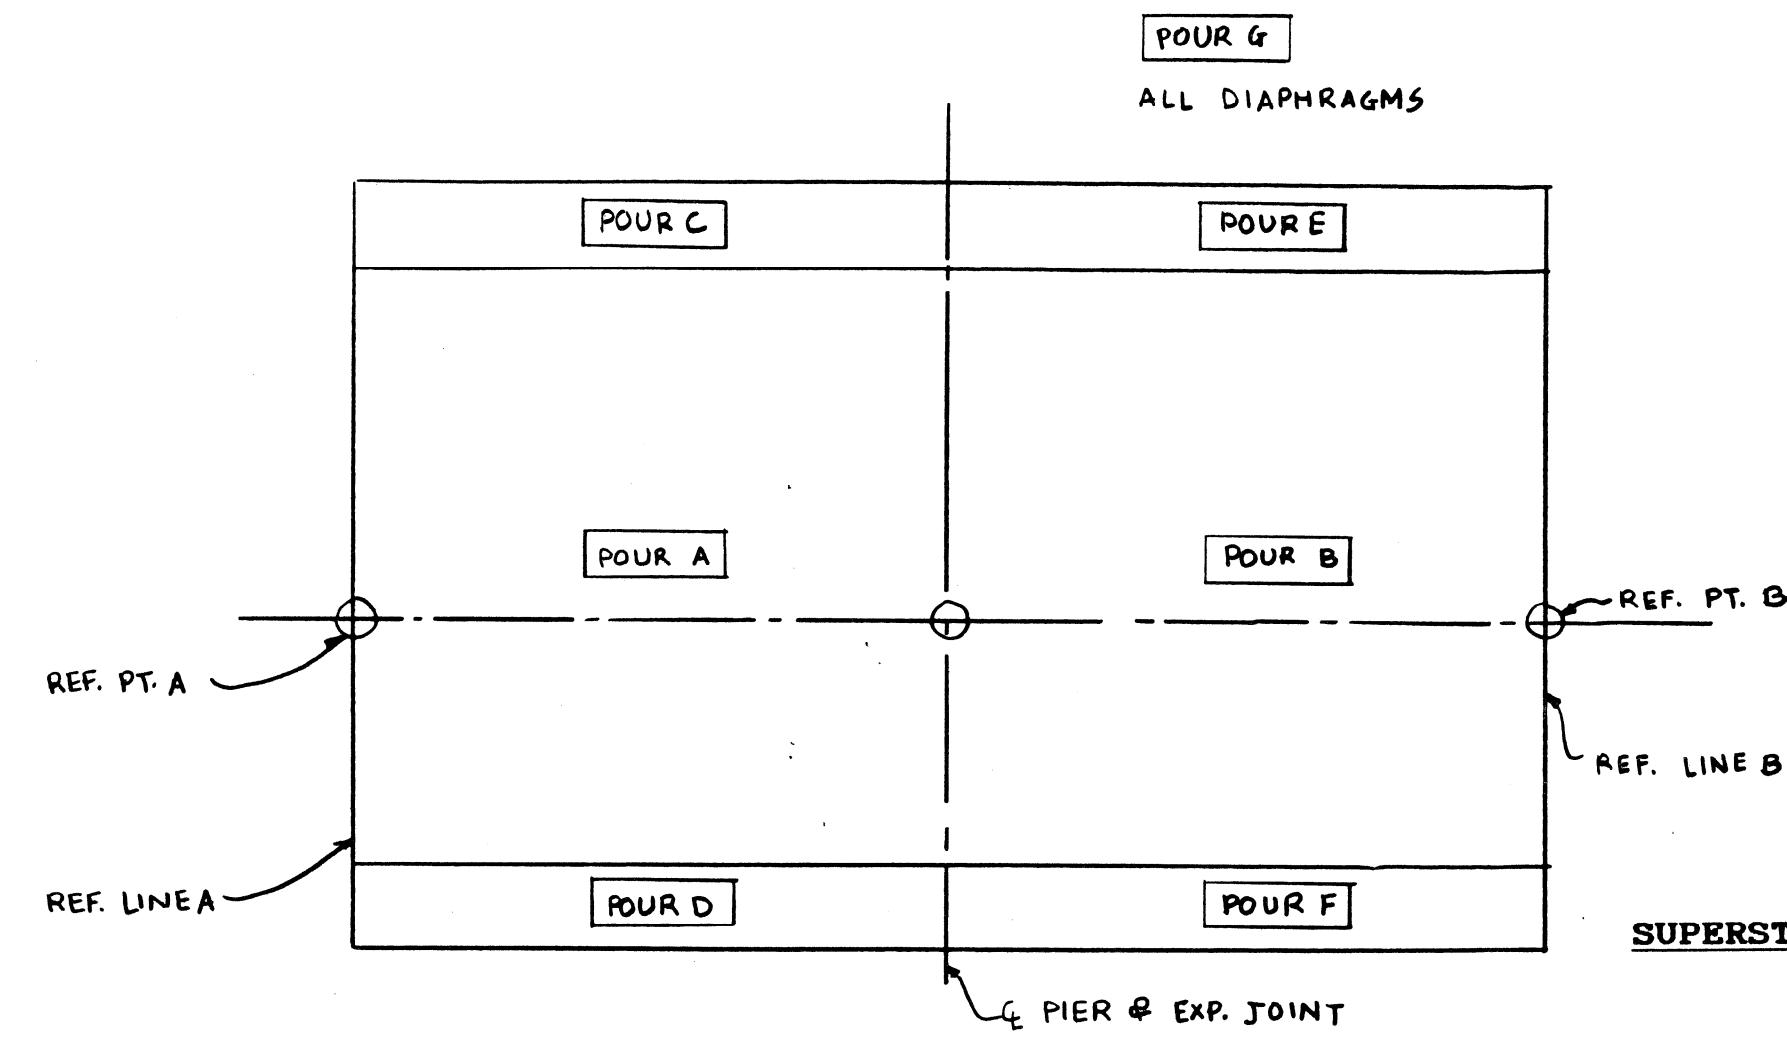 POUR G
ALL DIAPHRAGMS
POUR C
POUR E
POUR A
POUR B
REF. PT. B
REF. PT. A
REF. LINE B
REF. LINE A
POUR D
POUR F
SUPERST
℄ PIER & EXP. JOINT